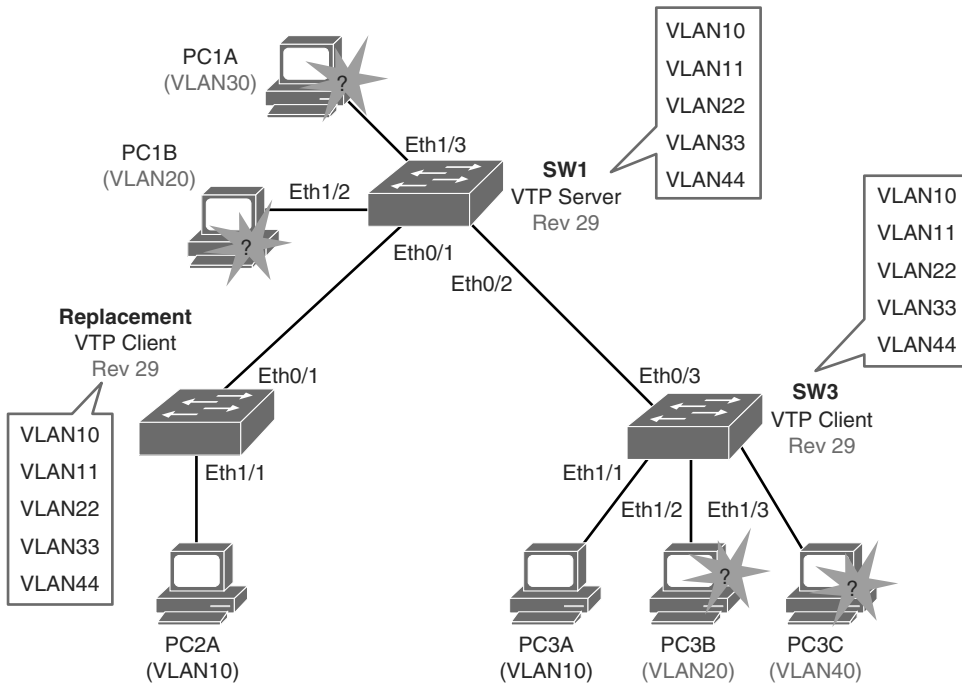 PC1A
(VLAN30)
?
Eth1/3
PC1B
(VLAN20)
?
Eth1/2
SW1
VTP Server
Rev 29
VLAN10
VLAN11
VLAN22
VLAN33
VLAN44
Eth0/1
Eth0/2
Replacement
VTP Client
Rev 29
Eth0/1
VLAN10
VLAN11
VLAN22
VLAN33
VLAN44
Eth1/1
PC2A
(VLAN10)
VLAN10
VLAN11
VLAN22
VLAN33
VLAN44
Eth0/3
SW3
VTP Client
Rev 29
Eth1/1
Eth1/2
Eth1/3
?
?
PC3A
(VLAN10)
PC3B
(VLAN20)
PC3C
(VLAN40)